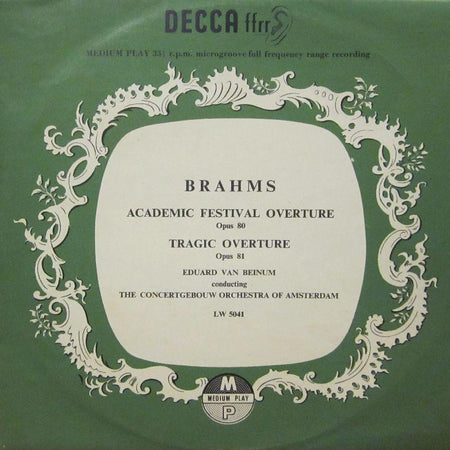 DECCA ffrr
MEDIUM PLAY 33⅓ r.p.m. microgroove full frequency range recording
BRAHMS
ACADEMIC FESTIVAL OVERTURE
Opus 80
TRAGIC OVERTURE
Opus 81
EDUARD VAN BEINUM
conducting
THE CONCERTGEBOUW ORCHESTRA OF AMSTERDAM
LW 5041
M
MEDIUM PLAY
P